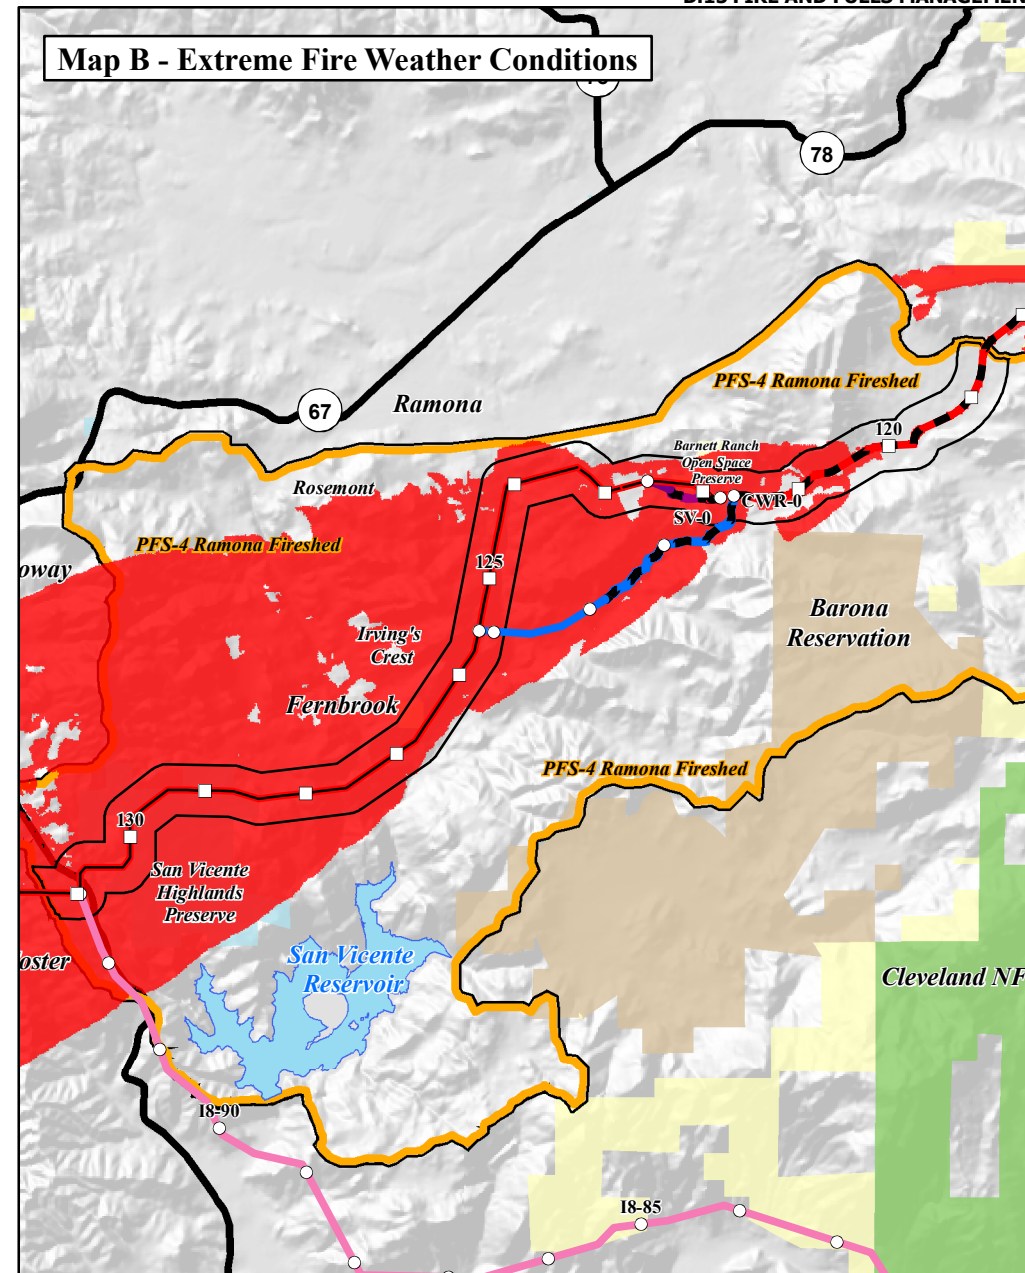 Map B - Extreme Fire Weather Conditions
78
67
Ramona
PFS-4 Ramona Fireshed
120
Barnett Ranch
Open Space
Preserve
Rosemont
CWR-0
SV-0
PFS-4 Ramona Fireshed
125
Barona
Reservation
Irving's
Crest
Fernbrook
PFS-4 Ramona Fireshed
130
San Vicente
Highlands
Preserve
San Vicente
Reservoir
Cleveland NF
I8-90
I8-85